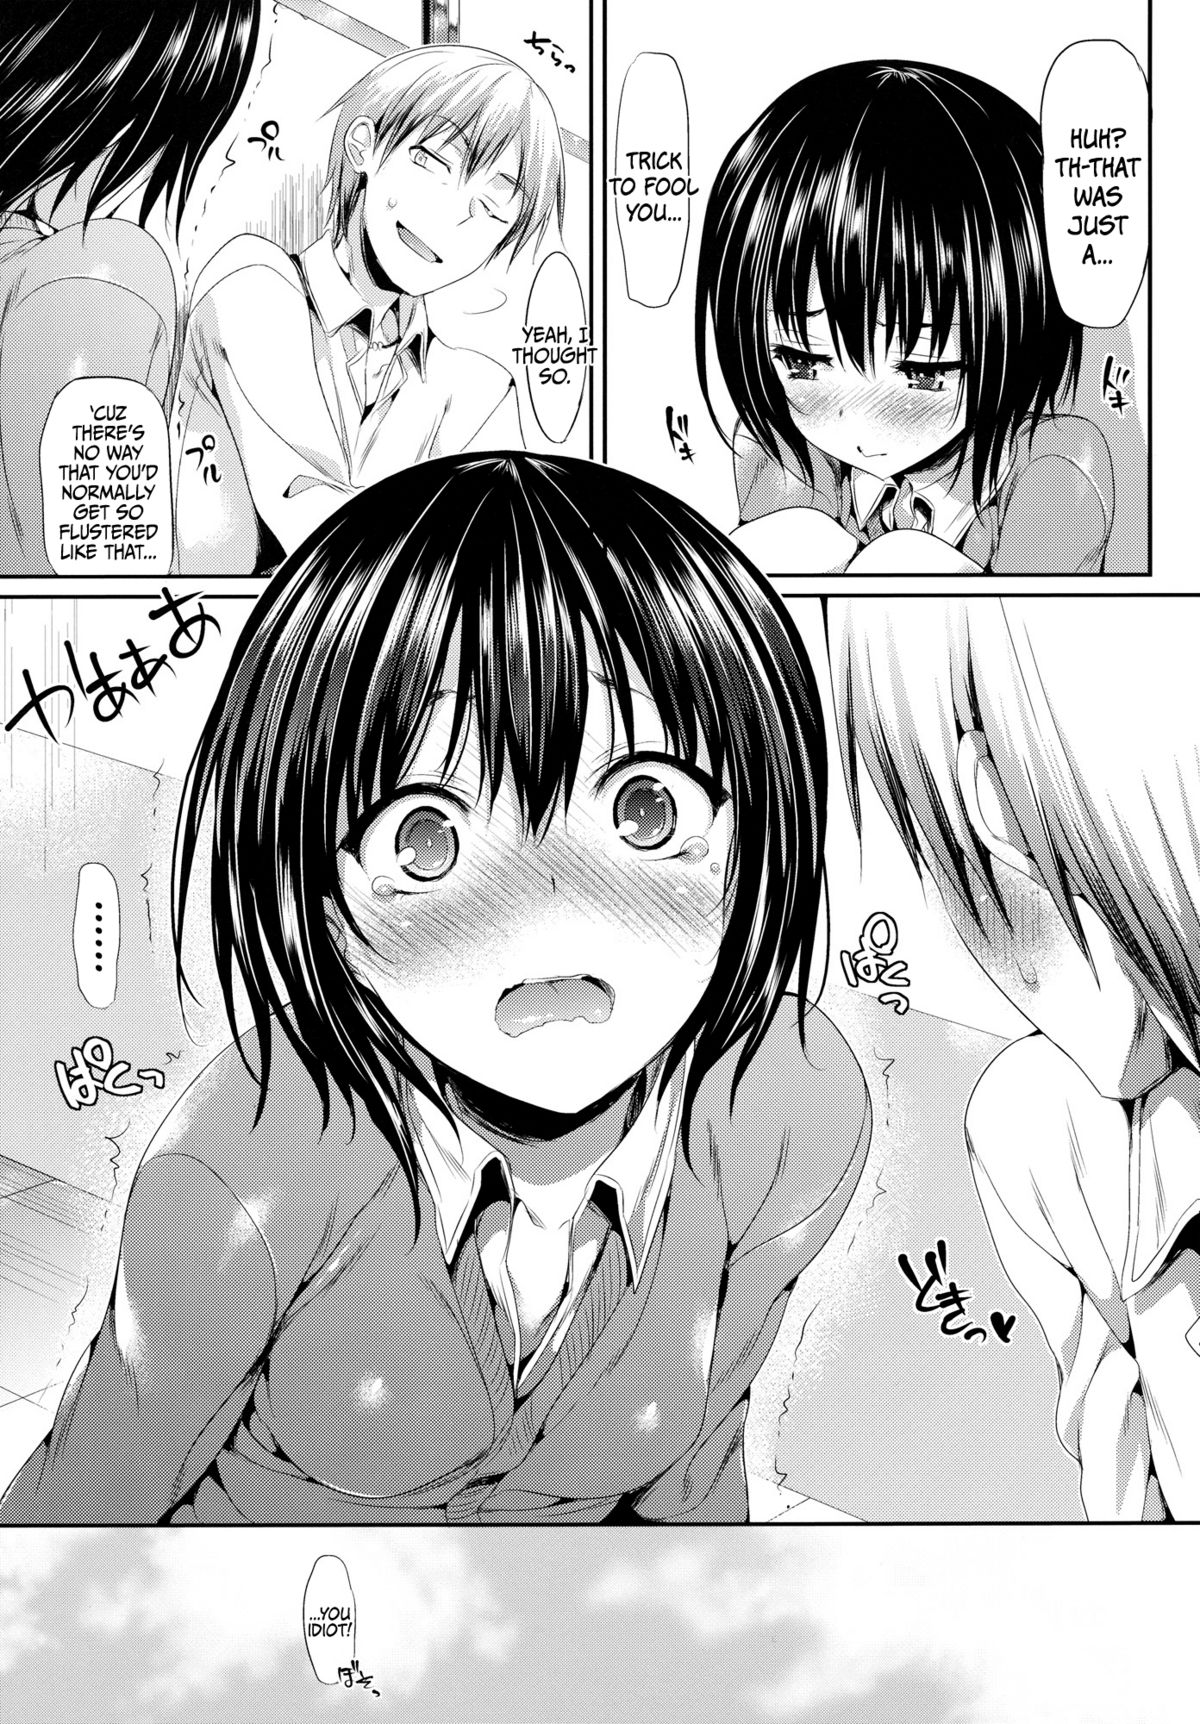 HUH?
TH-THAT
WAS
JUST
A...
ドキ
ドキ
TRICK
TO FOOL
YOU...
ちらっ
YEAH, I
THOUGHT
SO.
プル
プル
'CUZ
THERE'S
NO WAY
THAT YOU'D
NORMALLY
GET SO
FLUSTERED
LIKE THAT...
かあぁあぁ
ぱくっ
......
ぱくっ
どきっ♥
...YOU
IDIOT!
ぼそっ